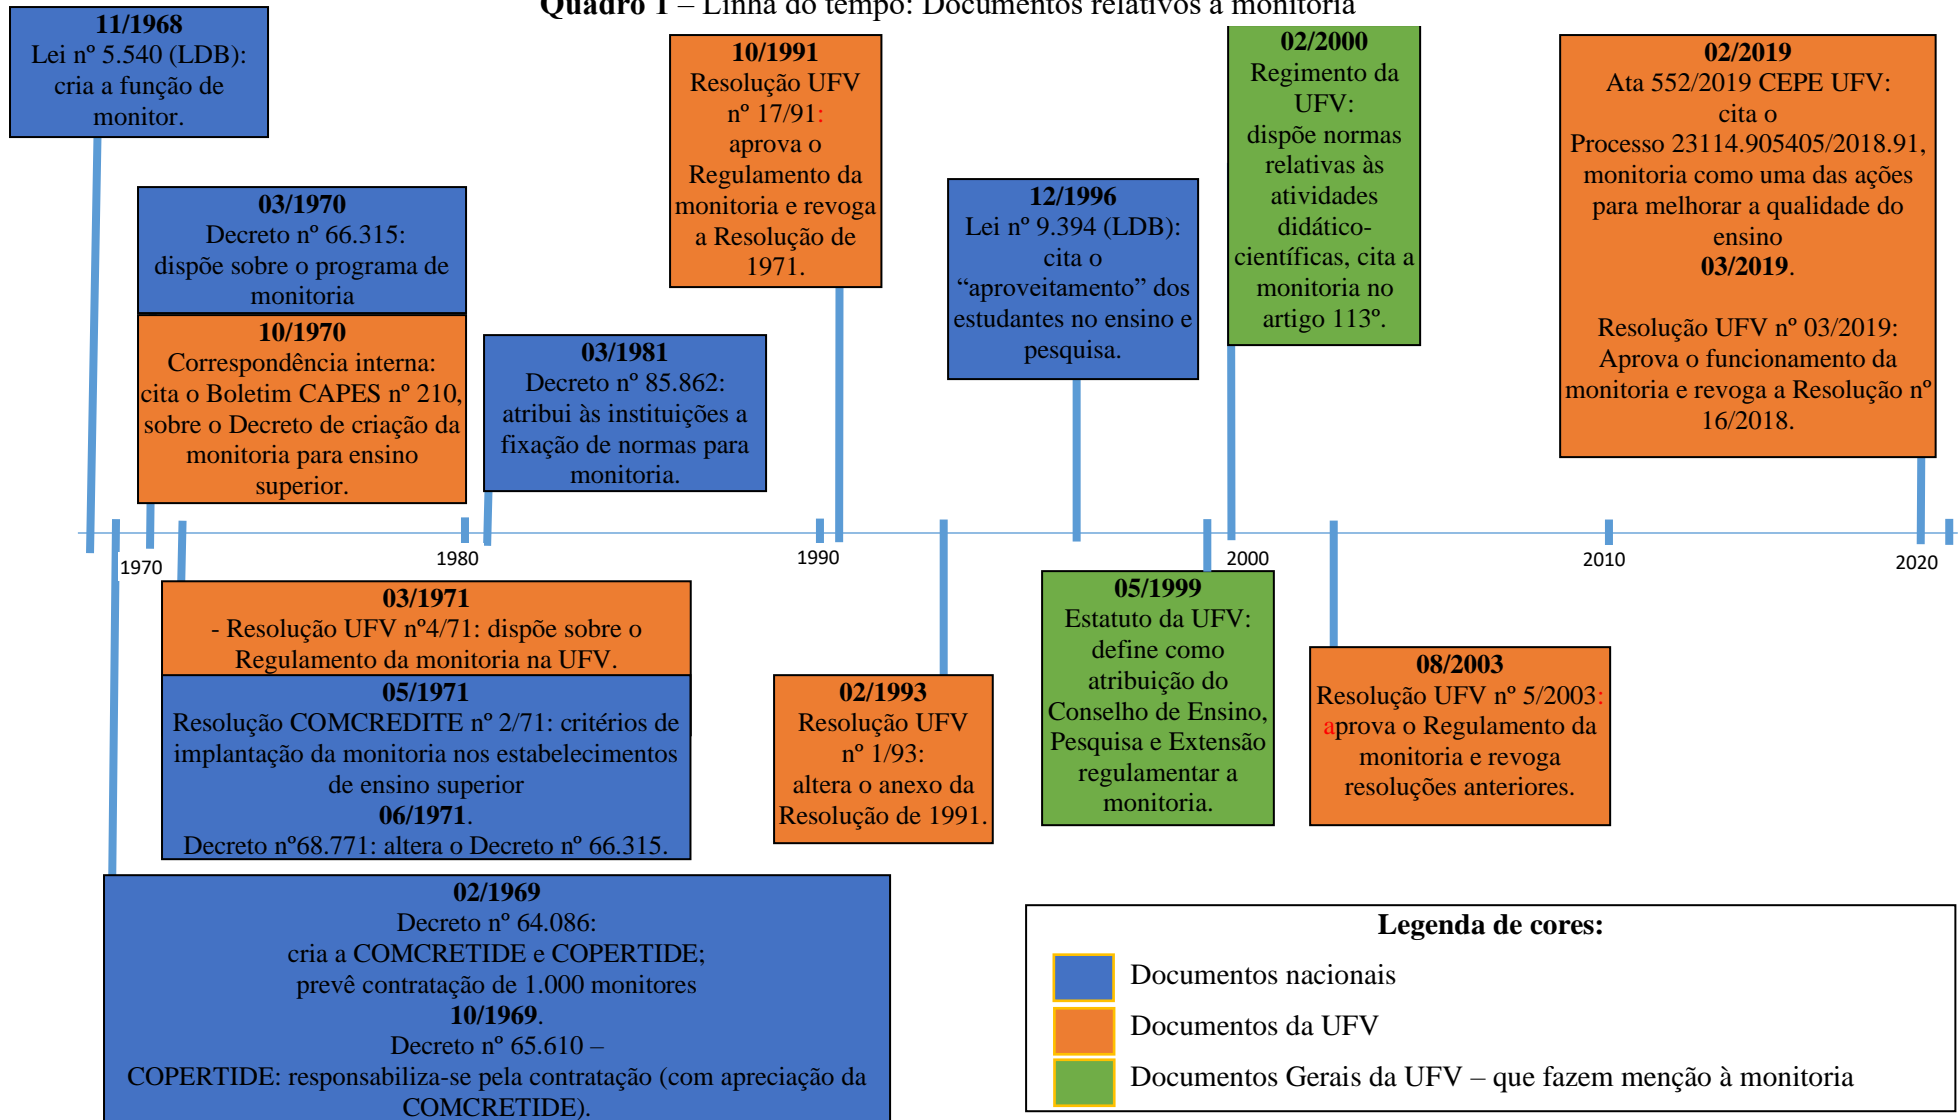 Quadro 1 – Linha do tempo: Documentos relativos à monitoria
11/1968
Lei nº 5.540 (LDB):
cria a função de
monitor.
03/1970
Decreto nº 66.315:
dispõe sobre o programa de
monitoria
10/1970
Correspondência interna:
cita o Boletim CAPES nº 210,
sobre o Decreto de criação da
monitoria para ensino
superior.
03/1981
Decreto nº 85.862:
atribui às instituições a
fixação de normas para
monitoria.
10/1991
Resolução UFV
nº 17/91:
aprova o
Regulamento da
monitoria e revoga
a Resolução de
1971.
12/1996
Lei nº 9.394 (LDB):
cita o
“aproveitamento” dos
estudantes no ensino e
pesquisa.
02/2000
Regimento da
UFV:
dispõe normas
relativas às
atividades
didático-
científicas, cita a
monitoria no
artigo 113º.
02/2019
Ata 552/2019 CEPE UFV:
cita o
Processo 23114.905405/2018.91,
monitoria como uma das ações
para melhorar a qualidade do
ensino
03/2019.
Resolução UFV nº 03/2019:
Aprova o funcionamento da
monitoria e revoga a Resolução nº
16/2018.
1970
1980
1990
2000
2010
2020
03/1971
- Resolução UFV nº4/71: dispõe sobre o
Regulamento da monitoria na UFV.
05/1971
Resolução COMCREDITE nº 2/71: critérios de
implantação da monitoria nos estabelecimentos
de ensino superior
06/1971.
Decreto nº68.771: altera o Decreto nº 66.315.
02/1993
Resolução UFV
nº 1/93:
altera o anexo da
Resolução de 1991.
05/1999
Estatuto da UFV:
define como
atribuição do
Conselho de Ensino,
Pesquisa e Extensão
regulamentar a
monitoria.
08/2003
Resolução UFV nº 5/2003:
aprova o Regulamento da
monitoria e revoga
resoluções anteriores.
02/1969
Decreto nº 64.086:
cria a COMCRETIDE e COPERTIDE;
prevê contratação de 1.000 monitores
10/1969.
Decreto nº 65.610 –
COPERTIDE: responsabiliza-se pela contratação (com apreciação da
COMCRETIDE).
Legenda de cores:
Documentos nacionais
Documentos da UFV
Documentos Gerais da UFV – que fazem menção à monitoria